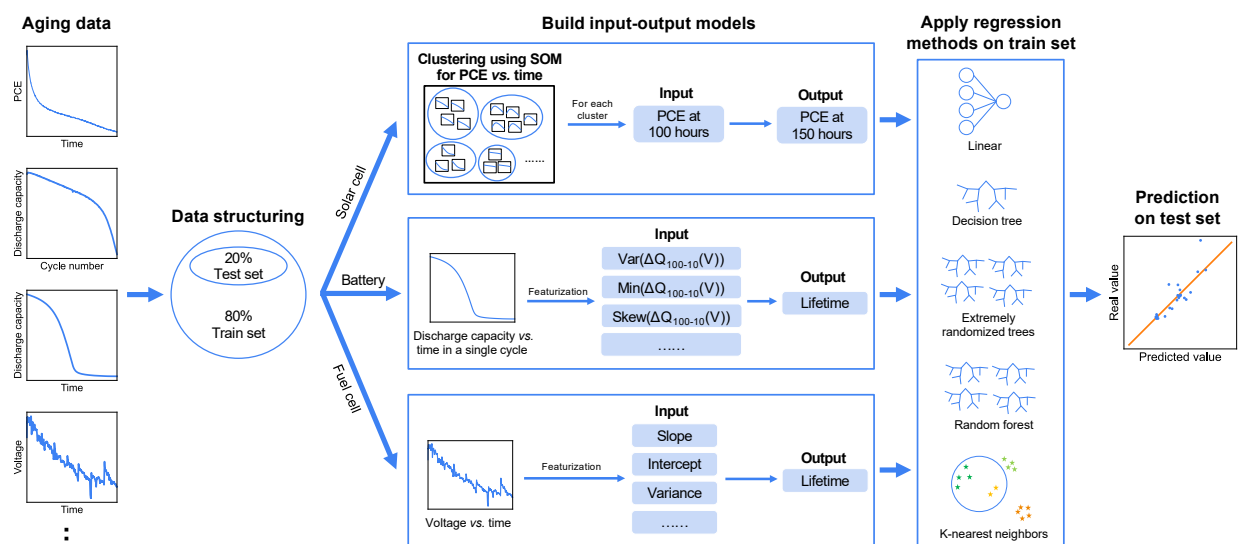 Aging data
PCE
Time
Discharge capacity
Cycle number
Discharge capacity
Time
Voltage
Time
:
Data structuring
20%
Test set
80%
Train set
Solar cell
Battery
Fuel cell
Build input-output models
Clustering using SOM
for PCE vs. time
......
For each
cluster
Input
PCE at
100 hours
Output
PCE at
150 hours
Discharge capacity vs.
time in a single cycle
Featurization
Input
Var(ΔQ100-10(V))
Min(ΔQ100-10(V))
Skew(ΔQ100-10(V))
……
Output
Lifetime
Voltage vs. time
Featurization
Input
Slope
Intercept
Variance
……
Output
Lifetime
Apply regression
methods on train set
Linear
Decision tree
Extremely
randomized trees
Random forest
K-nearest neighbors
Prediction
on test set
Real value
Predicted value